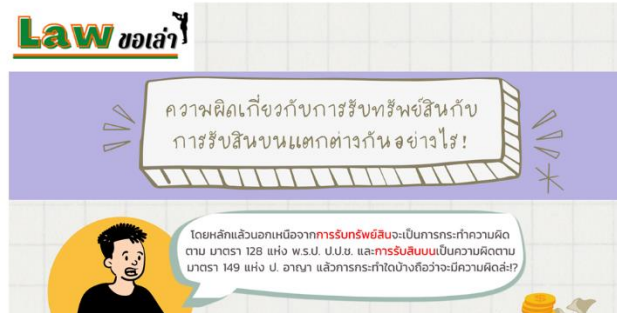 Law ขอเล่า
ความผิดเกี่ยวกับการรับทรัพย์สินกับ
การรับสินบนแตกต่างกันอย่างไร!
โดยหลักแล้วนอกเหนือจากการรับทรัพย์สินจะเป็นการกระทำความผิด
ตาม มาตรา 128 แห่ง พ.ร.ป. ป.ป.ช. และการรับสินบนเป็นความผิดตาม
มาตรา 149 แห่ง ป. อาญา แล้วการกระทำใดบ้างถือว่าจะมีความผิดล่ะ!?